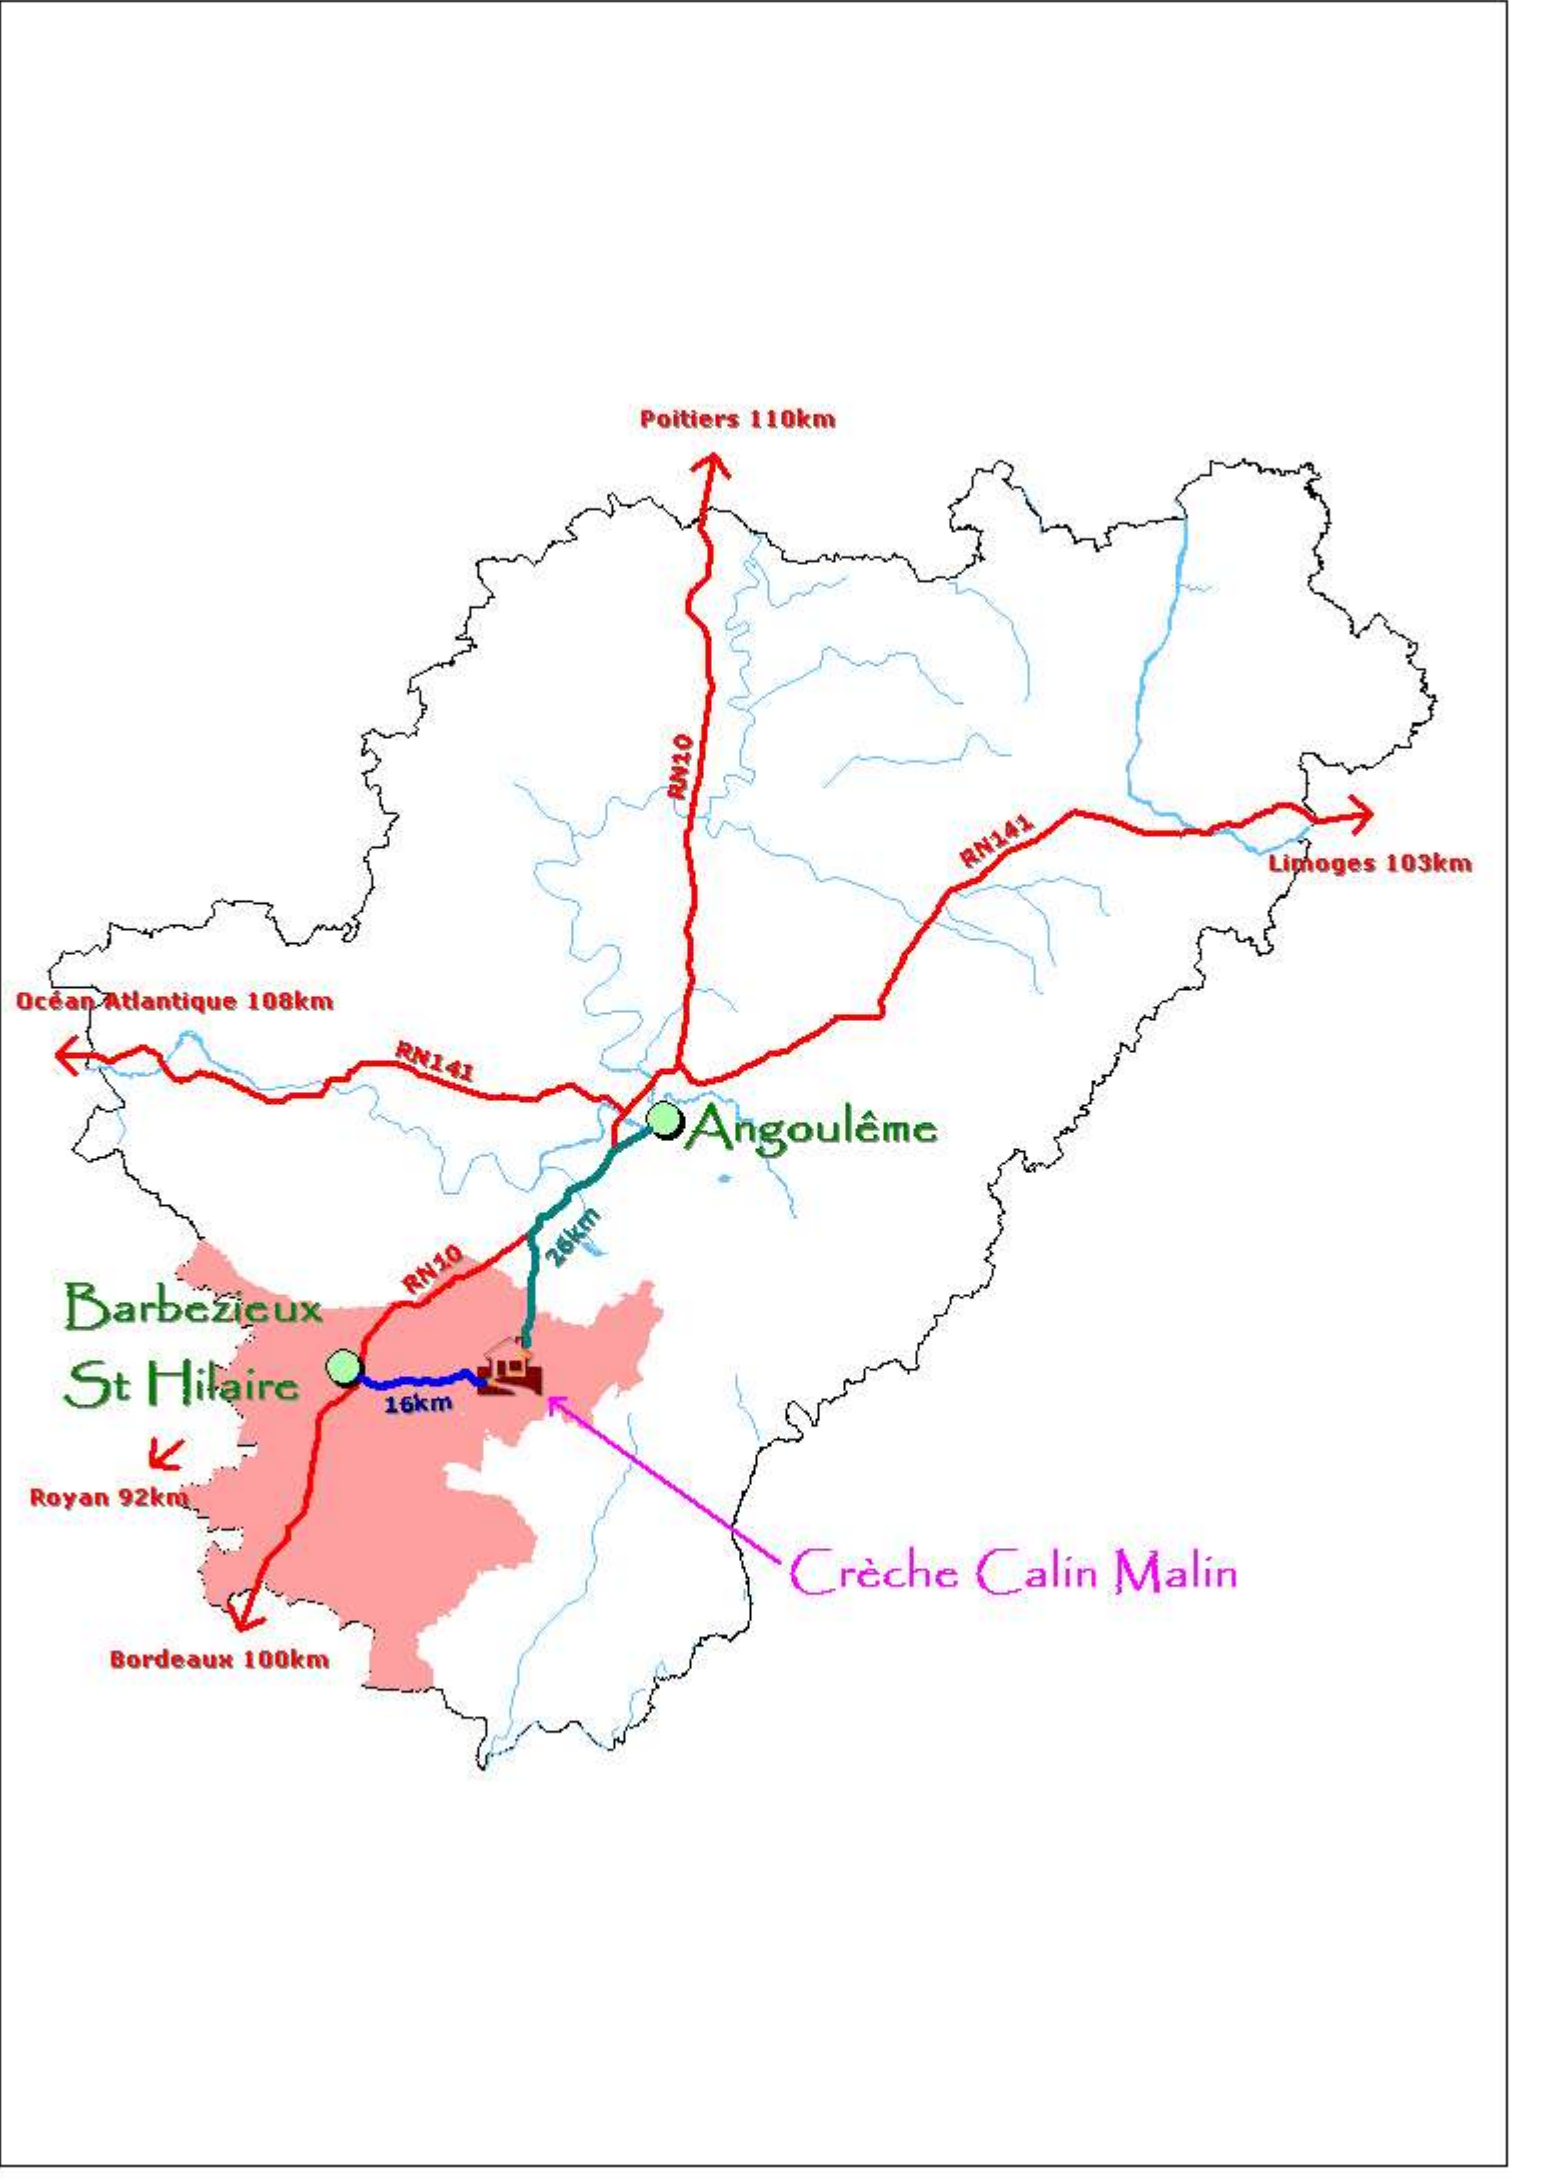 Poitiers 110km
RN10
RN141
Limoges 103km
Océan Atlantique 108km
RN141
Angoulême
26km
RN10
Barbezieux
St Hilaire
16km
Royan 92km
Crèche Calin Malin
Bordeaux 100km